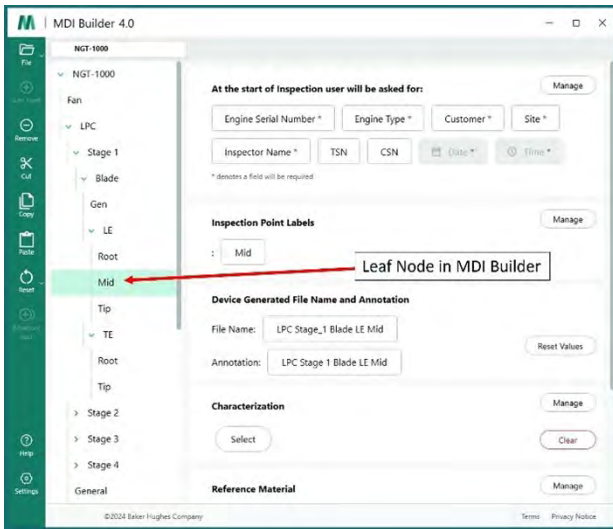 MDI Builder 4.0
File
Remove
Cut
Copy
Paste
Reset
Help
Settings
NGT-1000
NGT-1000
Fan
LPC
Stage 1
Blade
Gen
LE
Root
Mid
Tip
TE
Root
Tip
Stage 2
Stage 3
Stage 4
General
At the start of Inspection user will be asked for:
Manage
Engine Serial Number * Engine Type * Customer * Site *
Inspector Name * TSN CSN Date * Time *
* denotes a field will be required
Inspection Point Labels
Manage
: Mid
Leaf Node in MDI Builder
Device Generated File Name and Annotation
File Name: LPC Stage_1 Blade LE Mid
Reset Values
Annotation: LPC Stage 1 Blade LE Mid
Characterization
Manage
Select
Clear
Reference Material
Manage
©2024 Baker Hughes Company
Terms Privacy Notice